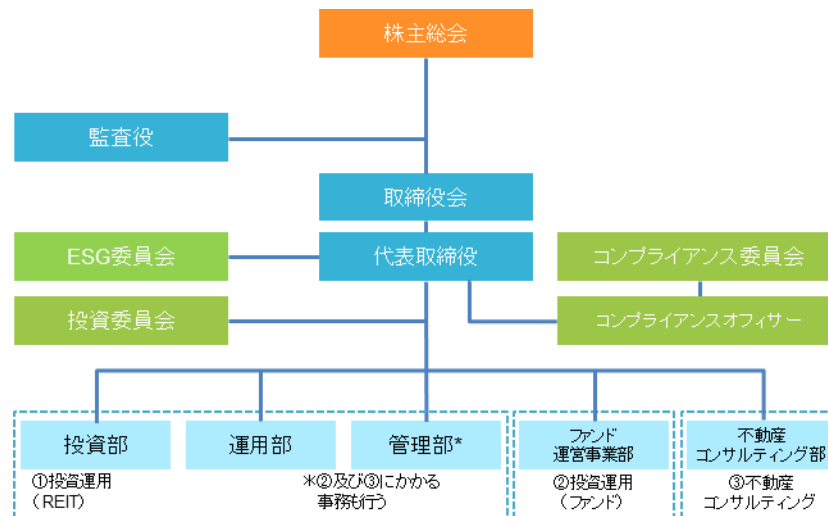 株主総会
監査役
取締役会
ESG委員会
代表取締役
コンプライアンス委員会
投資委員会
コンプライアンスオフィサー
投資部
運用部
管理部*
ファンド
運営事業部
不動産
コンサルティング部
①投資運用
(REIT)
＊②及び③にかかる
事務も行う
②投資運用
(ファンド)
③不動産
コンサルティング